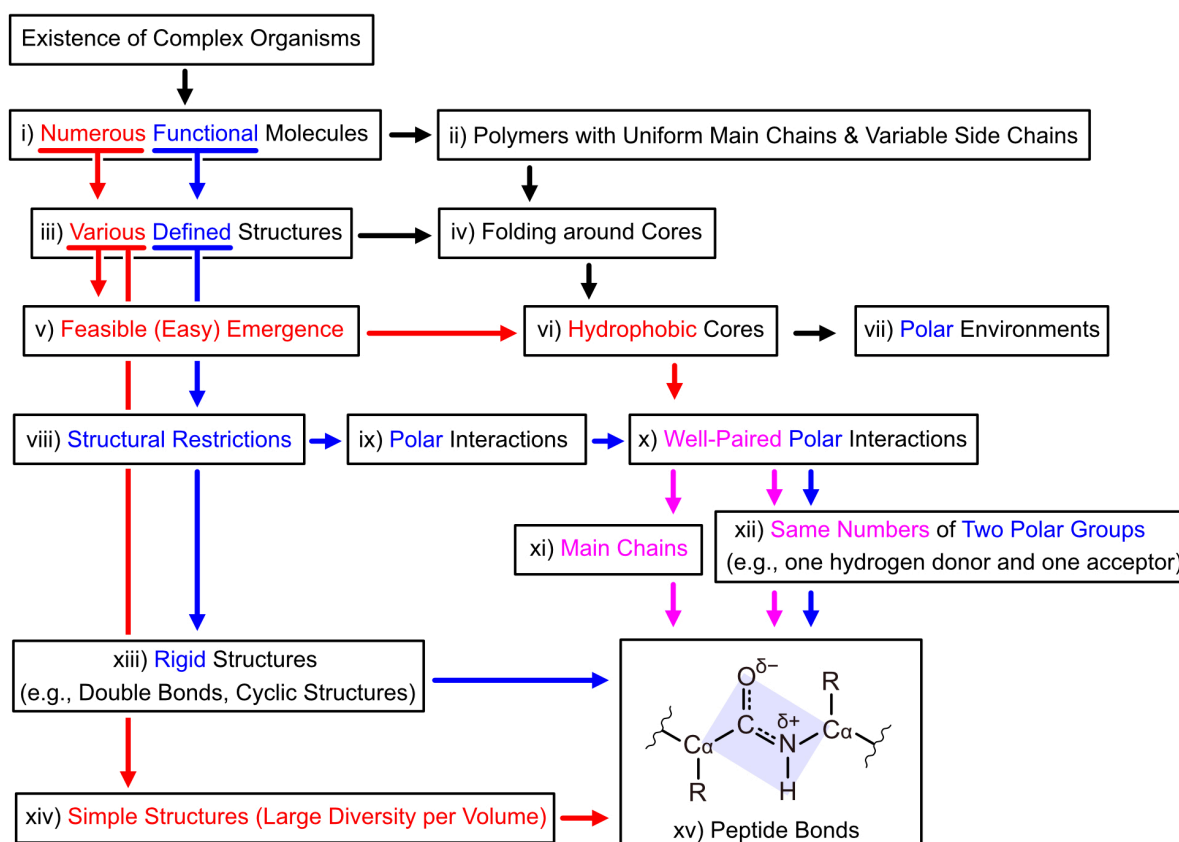 Existence of Complex Organisms
i) Numerous Functional Molecules
ii) Polymers with Uniform Main Chains & Variable Side Chains
iii) Various Defined Structures
iv) Folding around Cores
v) Feasible (Easy) Emergence
vi) Hydrophobic Cores
vii) Polar Environments
viii) Structural Restrictions
ix) Polar Interactions
x) Well-Paired Polar Interactions
xi) Main Chains
xii) Same Numbers of Two Polar Groups
(e.g., one hydrogen donor and one acceptor)
xiii) Rigid Structures
(e.g., Double Bonds, Cyclic Structures)
O δ−
R
C
δ+
N
Cα
Cα
R
H
xiv) Simple Structures (Large Diversity per Volume)
xv) Peptide Bonds